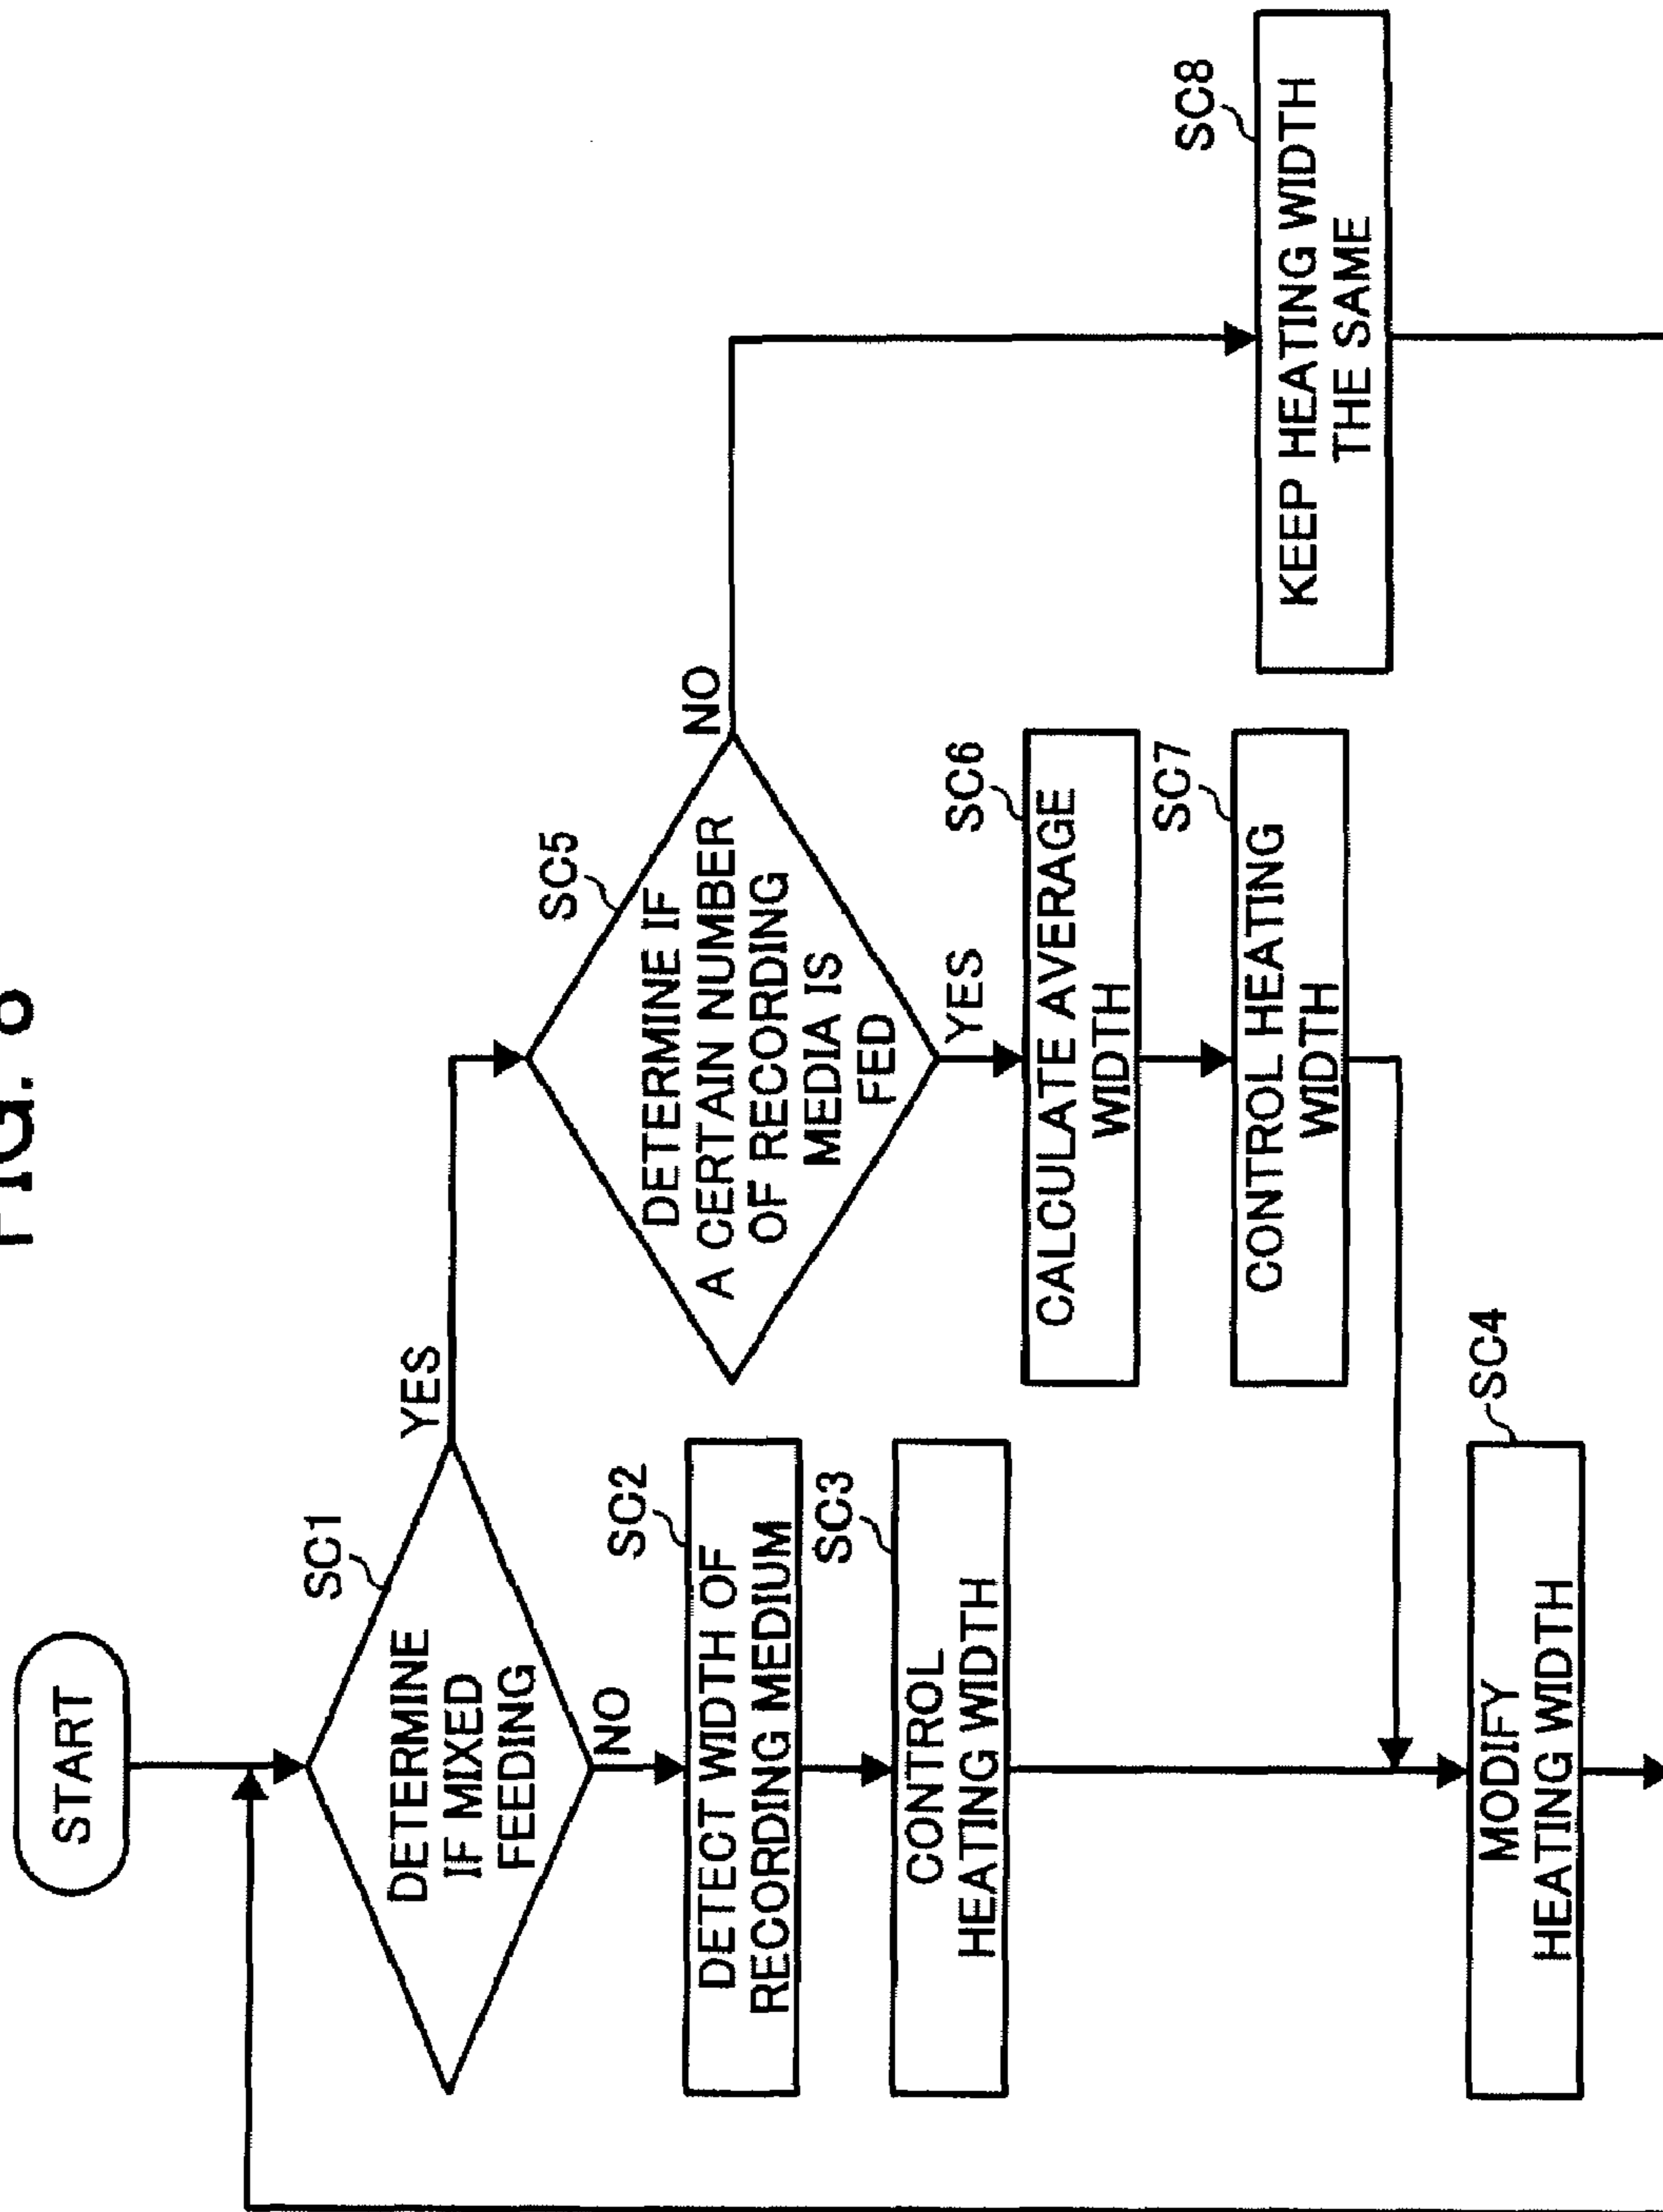 FIG. 8
START
SC1
DETERMINE
IF MIXED
FEEDING
YES
NO
SC2
DETECT WIDTH OF
RECORDING MEDIUM
SC3
CONTROL
HEATING WIDTH
SC4
MODIFY
HEATING WIDTH
SC5
DETERMINE IF
A CERTAIN NUMBER
OF RECORDING
MEDIA IS
FED
NO
YES
SC6
CALCULATE AVERAGE
WIDTH
SC7
CONTROL HEATING
WIDTH
SC8
KEEP HEATING WIDTH
THE SAME